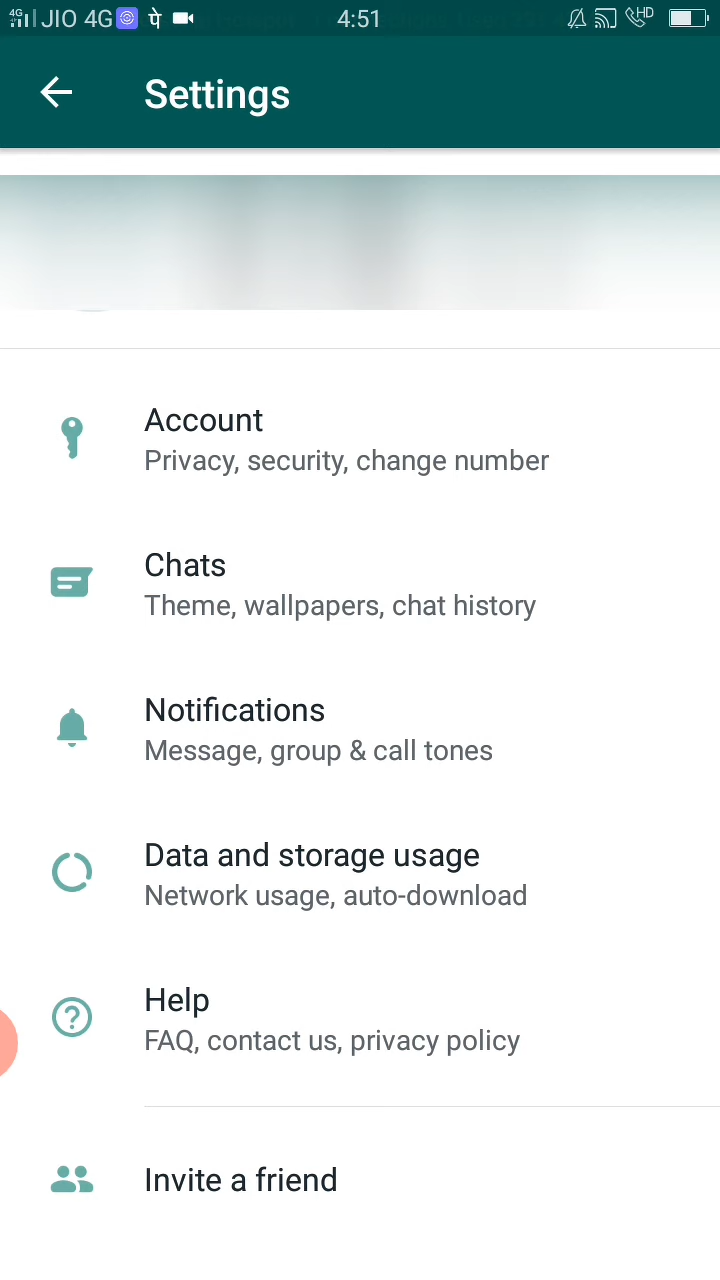 4G JIO 4G पे 4:51 HD
Settings
Account
Privacy, security, change number
Chats
Theme, wallpapers, chat history
Notifications
Message, group & call tones
Data and storage usage
Network usage, auto-download
Help
FAQ, contact us, privacy policy
Invite a friend